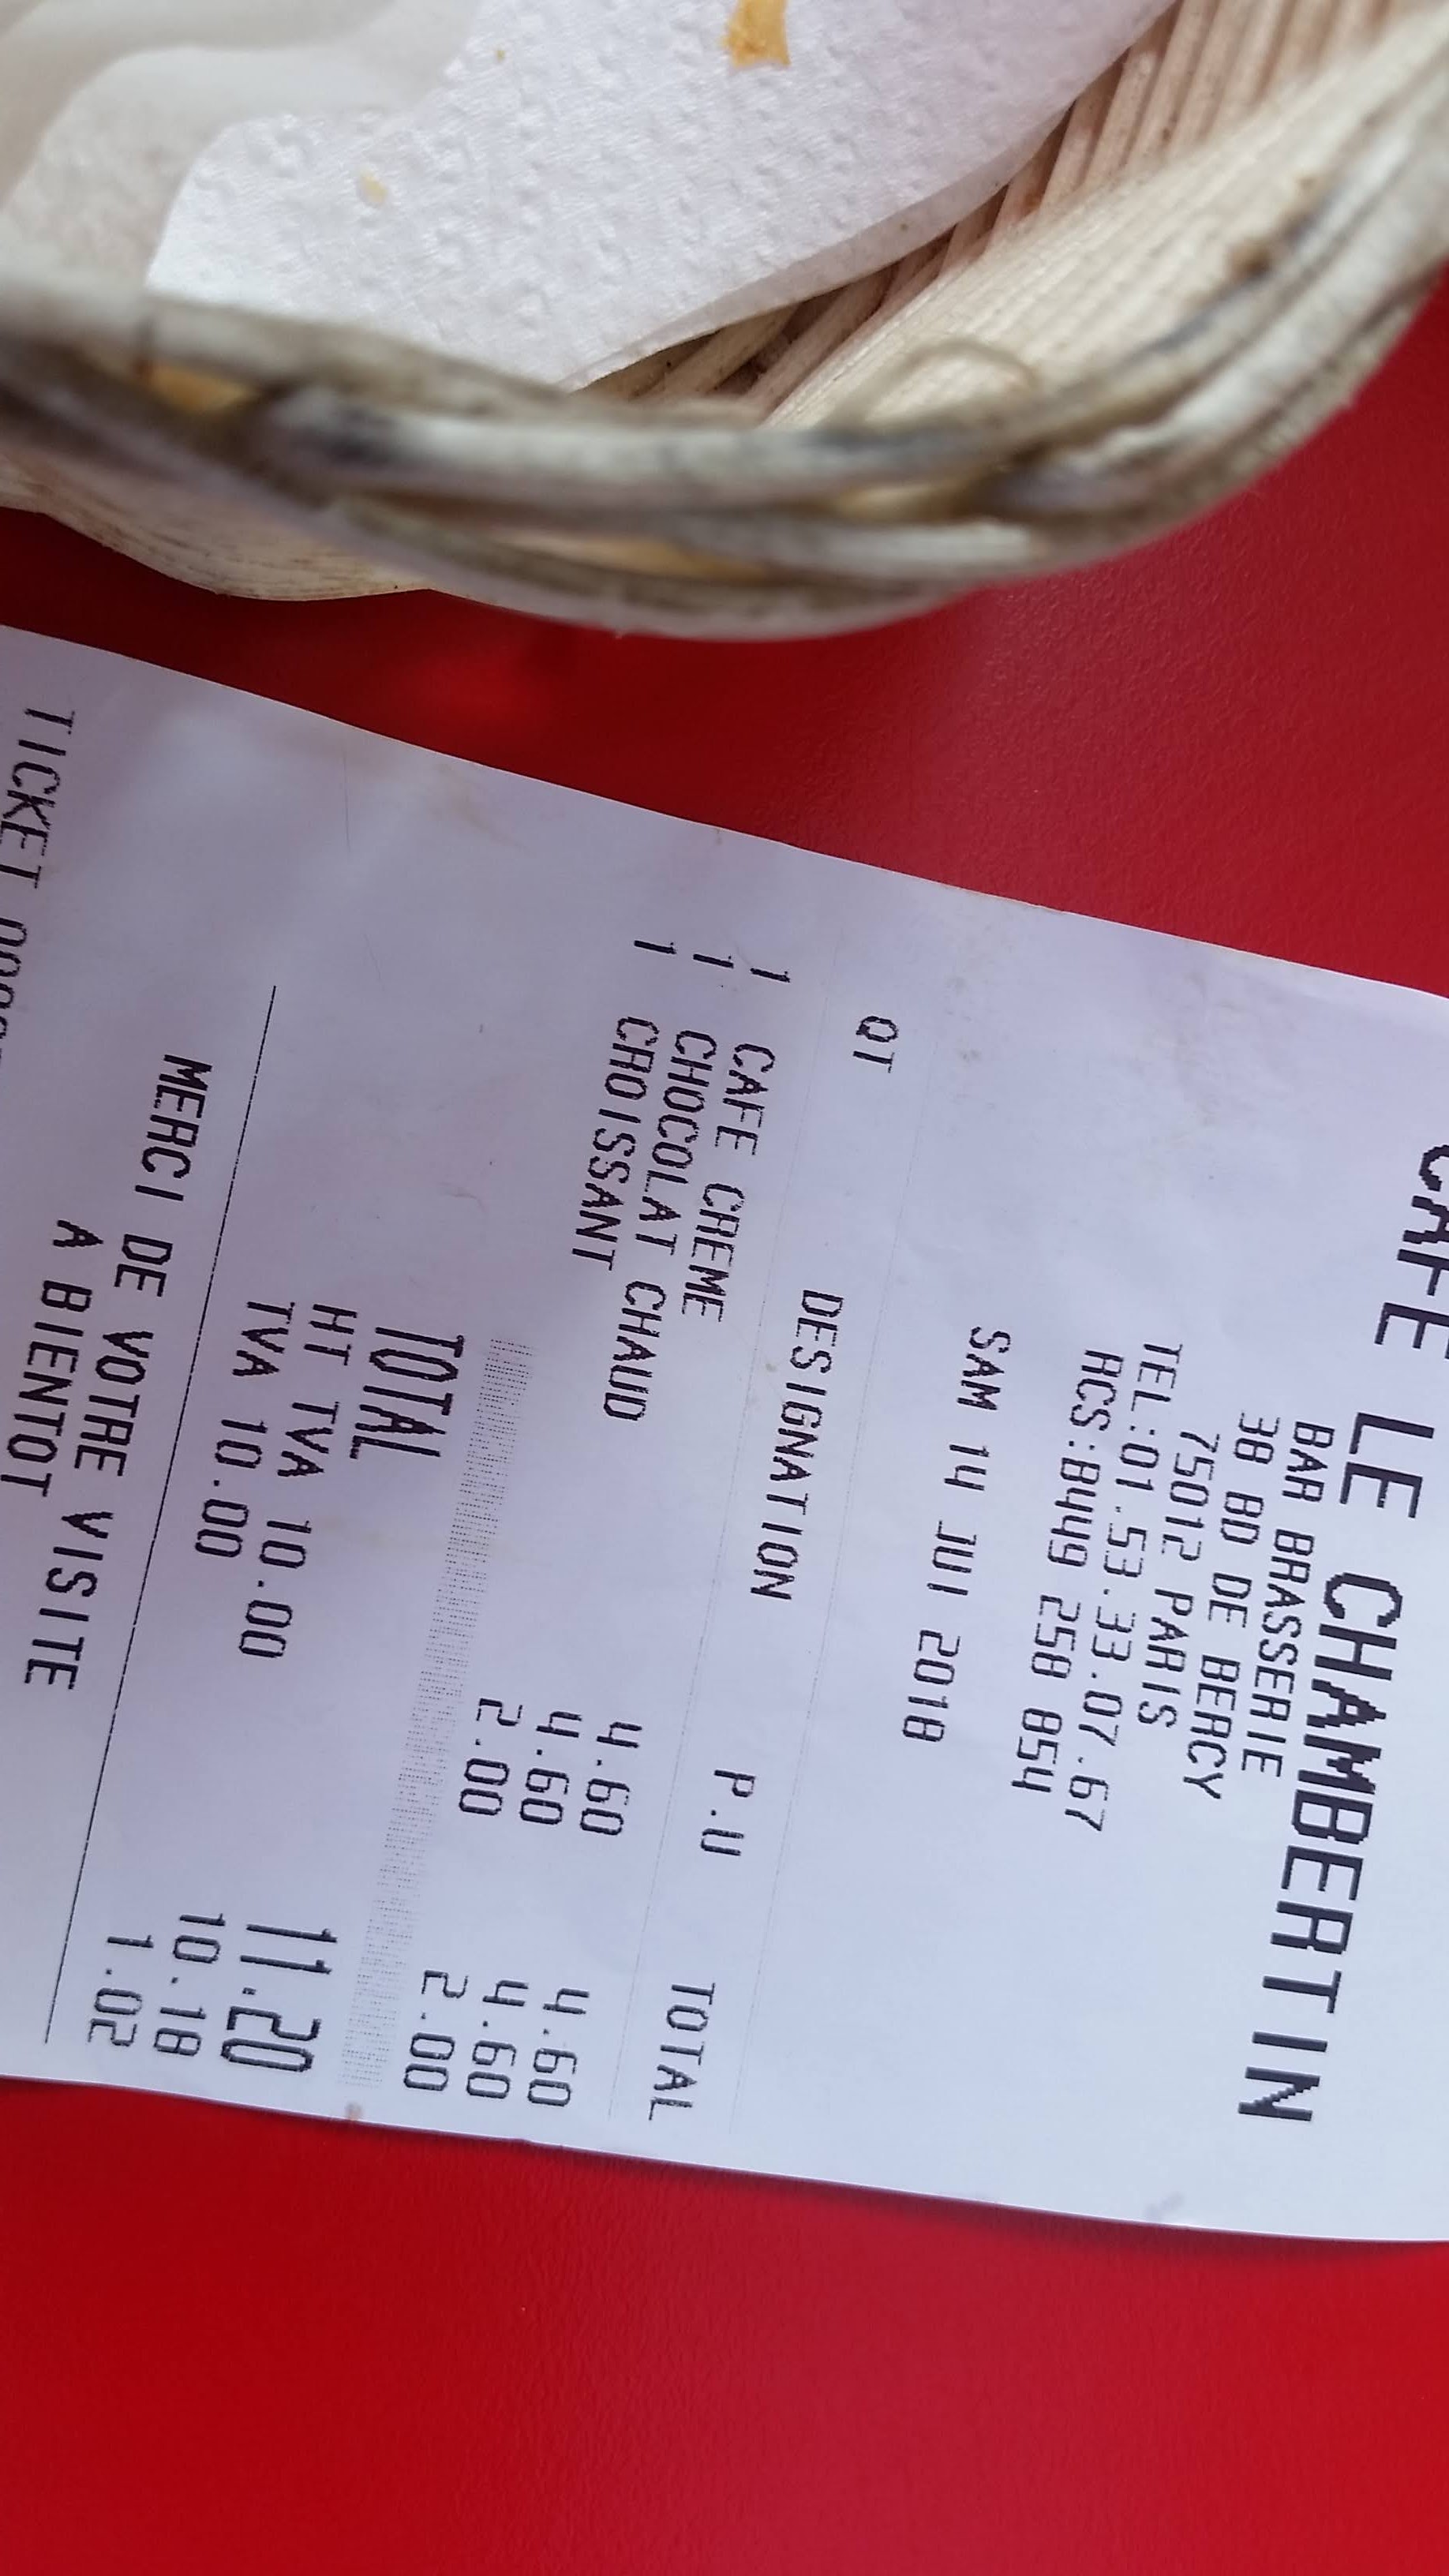 CAFE LE CHAMBERTIN
BAR BRASSERIE
38 BD DE BERCY
75012 PARIS
TEL:01.53.33.07.67
RCS:B449 258 854
SAM 14 JUI 2018
QT DESIGNATION P.U TOTAL
1 CAFE CREME 4.60 4.60
1 CHOCOLAT CHAUD 4.60 4.60
1 CROISSANT 2.00 2.00
TOTAL 11.20
HT TVA 10.00 10.18
TVA 10.00 1.02
MERCI DE VOTRE VISITE
A BIENTOT
TICKET